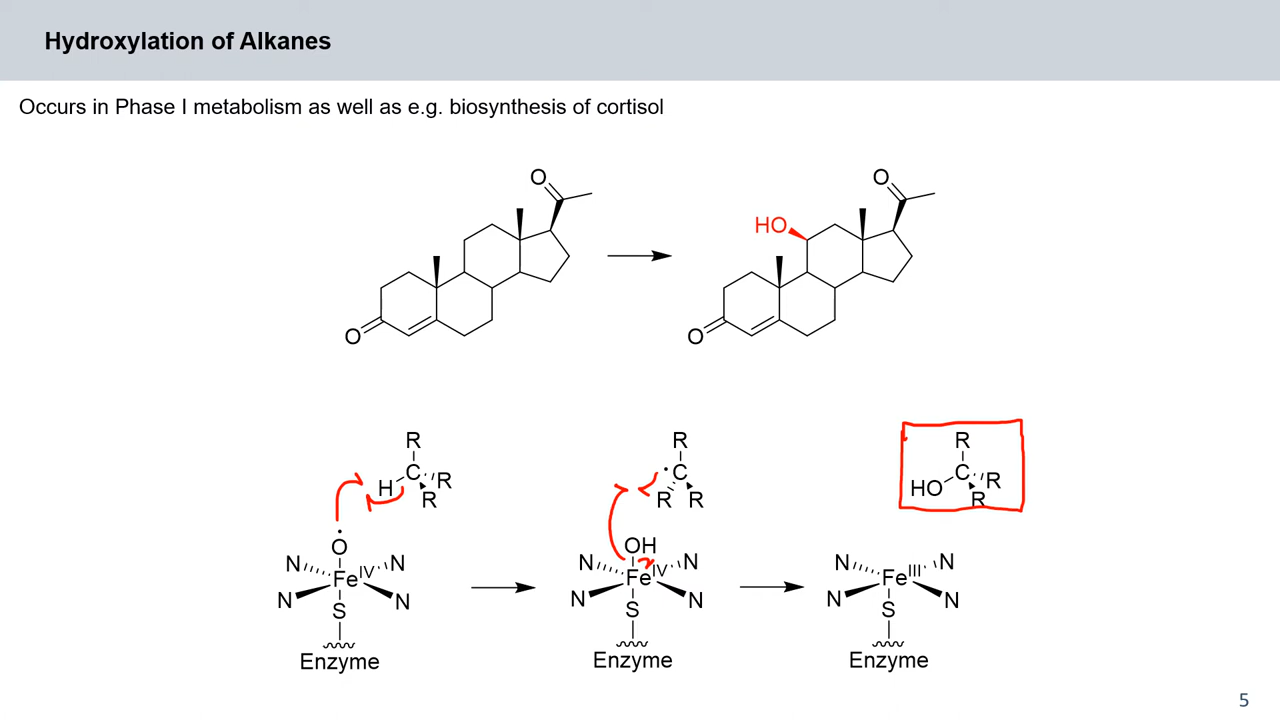 Hydroxylation of Alkanes
Occurs in Phase I metabolism as well as e.g. biosynthesis of cortisol
O
O
O
HO
O
R
H C R
R
O
N Fe IV N
N N
S
Enzyme
R
C
R R
OH
N Fe IV N
N N
S
Enzyme
R
HO C R
R
N Fe III N
N N
S
Enzyme
5